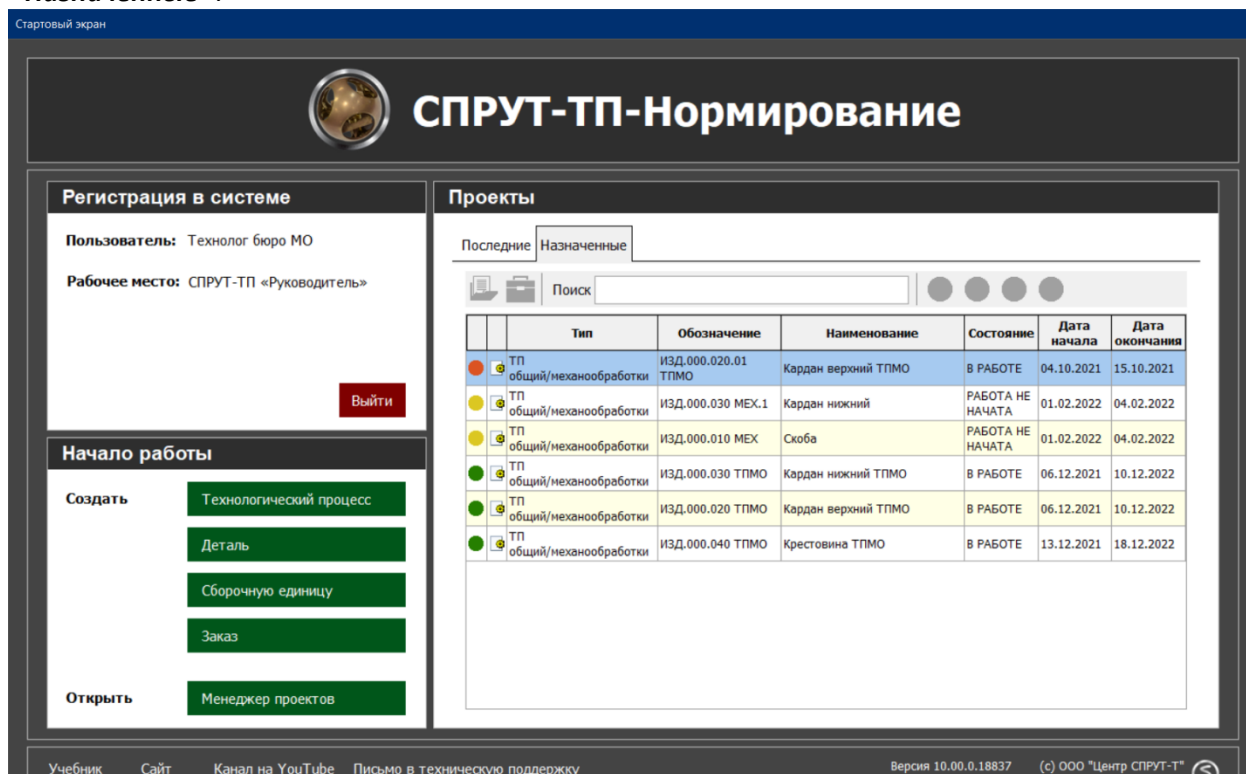 Стартовый экран
СПРУТ-ТП-Нормирование
Регистрация в системе
Пользователь: Технолог бюро МО
Рабочее место: СПРУТ-ТП «Руководитель»
Выйти
Начало работы
Создать
Технологический процесс
Деталь
Сборочную единицу
Заказ
Открыть
Менеджер проектов
Проекты
Последние Назначенные
Поиск
Тип Обозначение Наименование Состояние Дата начала Дата окончания
ТП общий/механообработки ИЗД.000.020.01 ТПМО Кардан верхний ТПМО В РАБОТЕ 04.10.2021 15.10.2021
ТП общий/механообработки ИЗД.000.030 МЕХ.1 Кардан нижний РАБОТА НЕ НАЧАТА 01.02.2022 04.02.2022
ТП общий/механообработки ИЗД.000.010 МЕХ Скоба РАБОТА НЕ НАЧАТА 01.02.2022 04.02.2022
ТП общий/механообработки ИЗД.000.030 ТПМО Кардан нижний ТПМО В РАБОТЕ 06.12.2021 10.12.2022
ТП общий/механообработки ИЗД.000.020 ТПМО Кардан верхний ТПМО В РАБОТЕ 06.12.2021 10.12.2022
ТП общий/механообработки ИЗД.000.040 ТПМО Крестовина ТПМО В РАБОТЕ 13.12.2021 18.12.2022
Учебник Сайт Канал на YouTube Письмо в техническую поддержку Версия 10.00.0.18837 (c) ООО "Центр СПРУТ-Т"